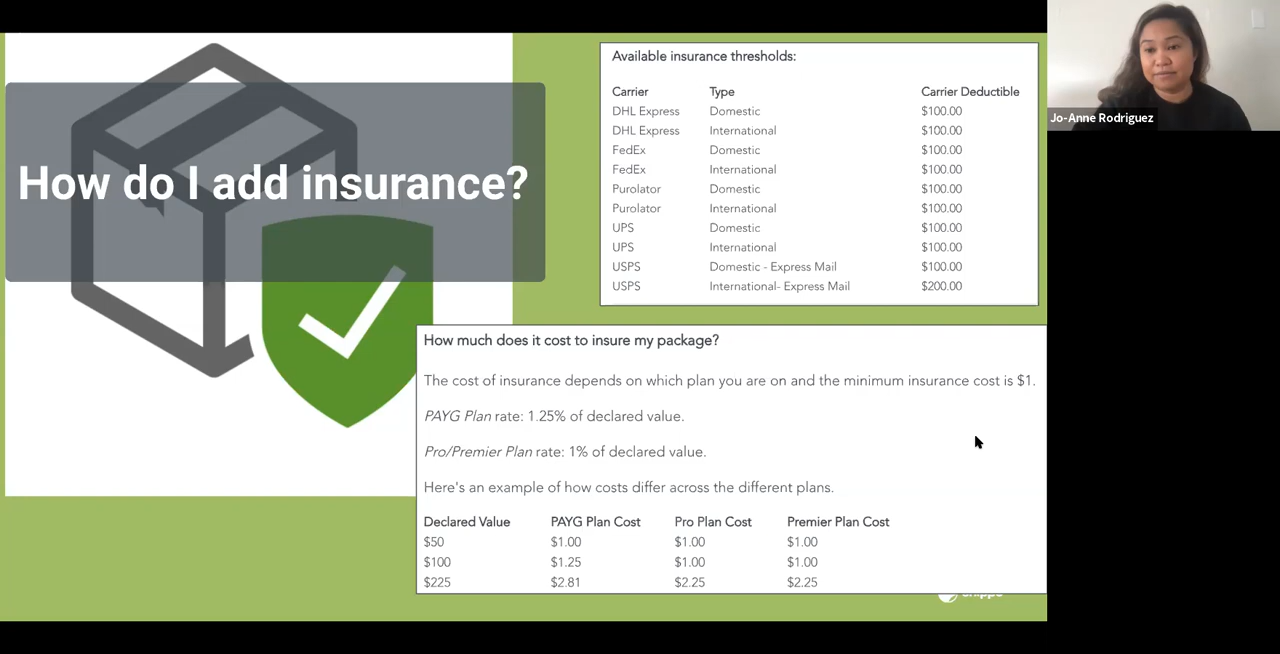 How do I add insurance?
Available insurance thresholds:
Carrier Type Carrier Deductible
DHL Express Domestic $100.00
DHL Express International $100.00
FedEx Domestic $100.00
FedEx International $100.00
Purolator Domestic $100.00
Purolator International $100.00
UPS Domestic $100.00
UPS International $100.00
USPS Domestic - Express Mail $100.00
USPS International- Express Mail $200.00
Jo-Anne Rodriguez
How much does it cost to insure my package?
The cost of insurance depends on which plan you are on and the minimum insurance cost is $1.
PAYG Plan rate: 1.25% of declared value.
Pro/Premier Plan rate: 1% of declared value.
Here's an example of how costs differ across the different plans.
Declared Value PAYG Plan Cost Pro Plan Cost Premier Plan Cost
$50 $1.00 $1.00 $1.00
$100 $1.25 $1.00 $1.00
$225 $2.81 $2.25 $2.25